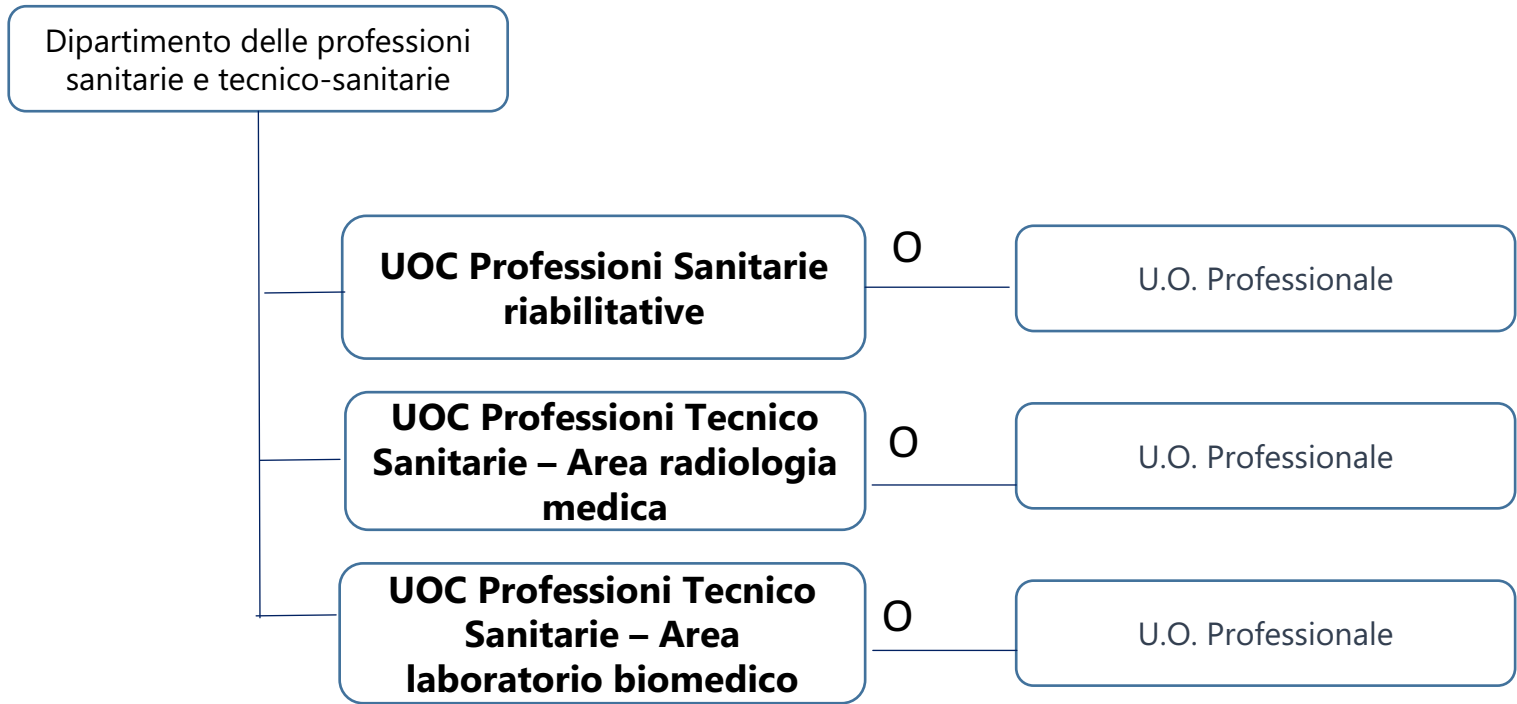 Dipartimento delle professioni
sanitarie e tecnico-sanitarie
UOC Professioni Sanitarie
riabilitative
O
U.O. Professionale
UOC Professioni Tecnico
Sanitarie – Area radiologia
medica
O
U.O. Professionale
UOC Professioni Tecnico
Sanitarie – Area
laboratorio biomedico
O
U.O. Professionale